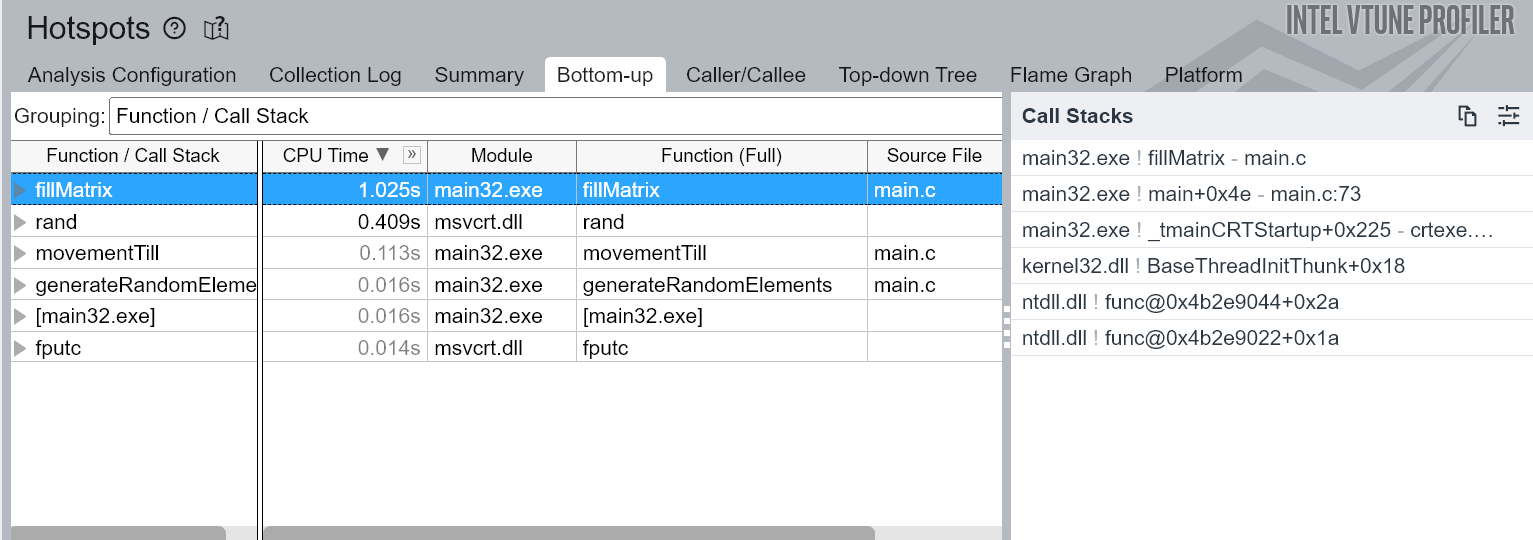 Hotspots
INTEL VTUNE PROFILER
Analysis Configuration Collection Log Summary Bottom-up Caller/Callee Top-down Tree Flame Graph Platform
Grouping: Function / Call Stack
Function / Call Stack CPU Time Module Function (Full) Source File
fillMatrix 1.025s main32.exe fillMatrix main.c
rand 0.409s msvcrt.dll rand
movementTill 0.113s main32.exe movementTill main.c
generateRandomEleme 0.016s main32.exe generateRandomElements main.c
[main32.exe] 0.016s main32.exe [main32.exe]
fputc 0.014s msvcrt.dll fputc
Call Stacks
main32.exe ! fillMatrix - main.c
main32.exe ! main+0x4e - main.c:73
main32.exe ! _tmainCRTStartup+0x225 - crtexe.…
kernel32.dll ! BaseThreadInitThunk+0x18
ntdll.dll ! func@0x4b2e9044+0x2a
ntdll.dll ! func@0x4b2e9022+0x1a